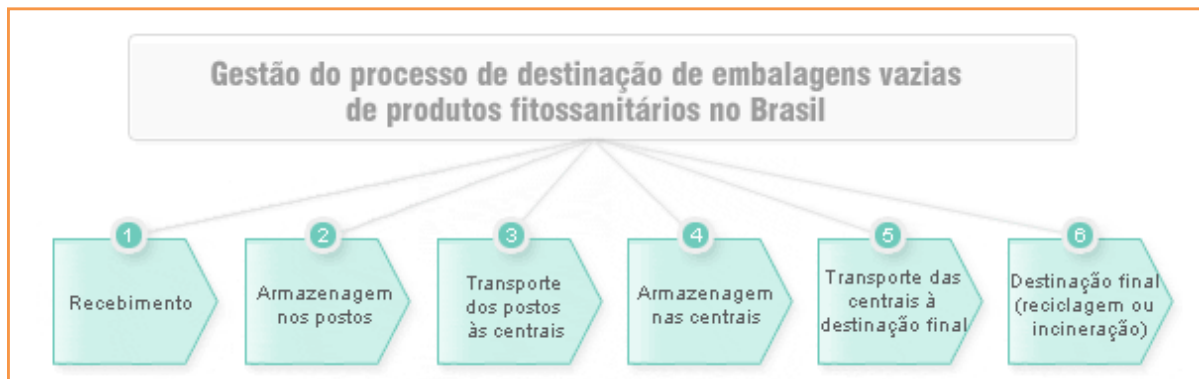 Gestão do processo de destinação de embalagens vazias
de produtos fitossanitários no Brasil
1
Recebimento
2
Armazenagem
nos postos
3
Transporte
dos postos
às centrais
4
Armazenagem
nas centrais
5
Transporte das
centrais à
destinação final
6
Destinação final
(reciclagem ou
incineração)